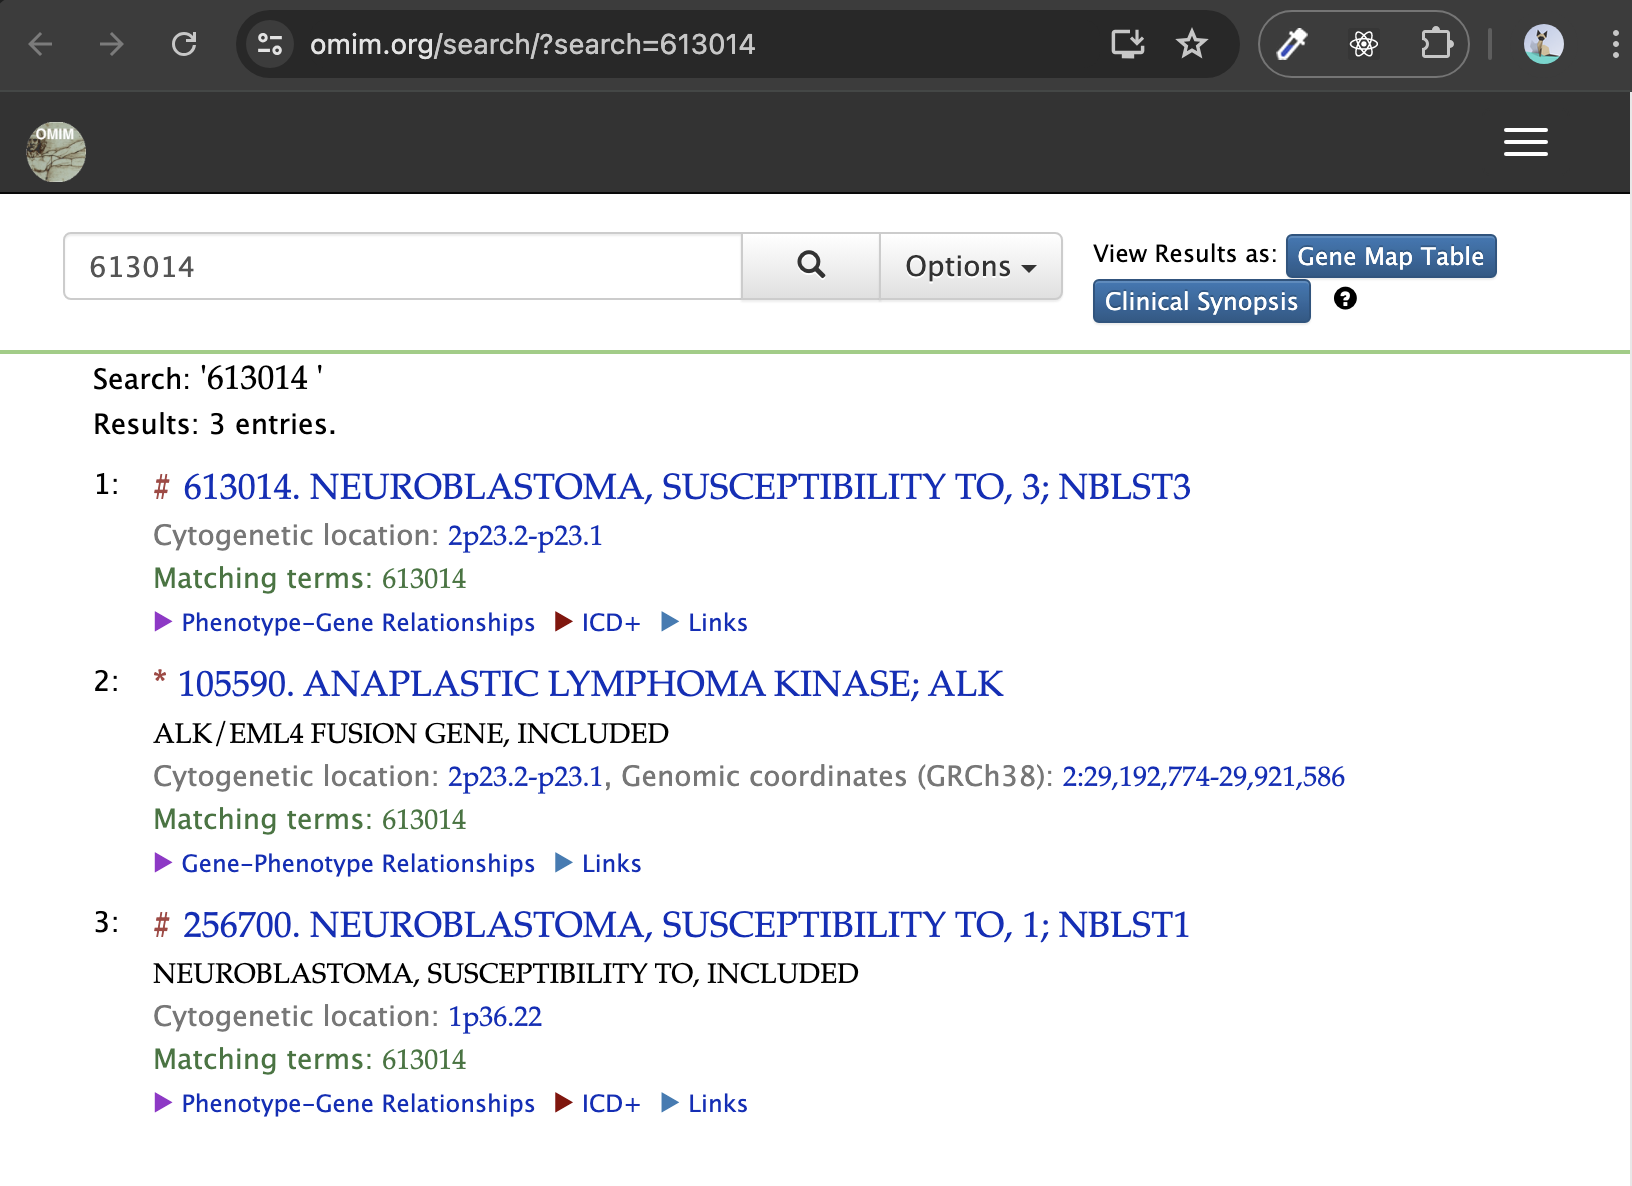 omim.org/search/?search=613014
OMIM
613014
Options
View Results as: Gene Map Table
Clinical Synopsis ?
Search: '613014 '
Results: 3 entries.
1: # 613014. NEUROBLASTOMA, SUSCEPTIBILITY TO, 3; NBLST3
Cytogenetic location: 2p23.2-p23.1
Matching terms: 613014
Phenotype-Gene Relationships ICD+ Links
2: * 105590. ANAPLASTIC LYMPHOMA KINASE; ALK
ALK/EML4 FUSION GENE, INCLUDED
Cytogenetic location: 2p23.2-p23.1, Genomic coordinates (GRCh38): 2:29,192,774-29,921,586
Matching terms: 613014
Gene-Phenotype Relationships Links
3: # 256700. NEUROBLASTOMA, SUSCEPTIBILITY TO, 1; NBLST1
NEUROBLASTOMA, SUSCEPTIBILITY TO, INCLUDED
Cytogenetic location: 1p36.22
Matching terms: 613014
Phenotype-Gene Relationships ICD+ Links